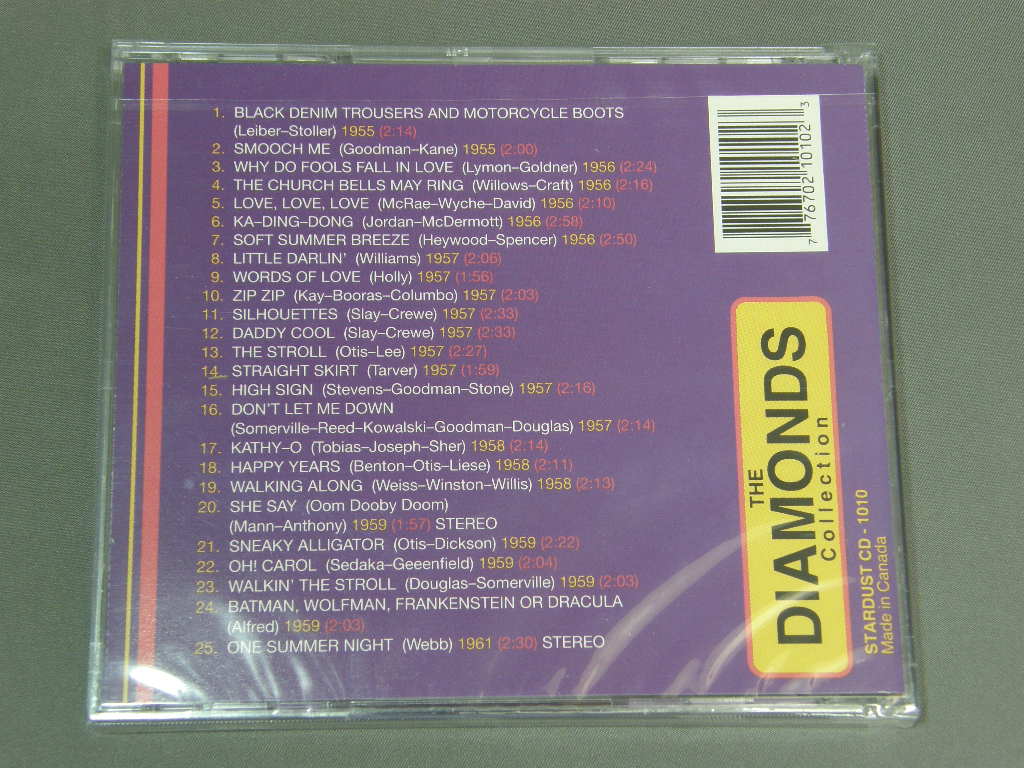 1. BLACK DENIM TROUSERS AND MOTORCYCLE BOOTS
(Leiber–Stoller) 1955 (2:14)
2. SMOOCH ME (Goodman–Kane) 1955 (2:00)
3. WHY DO FOOLS FALL IN LOVE (Lymon–Goldner) 1956 (2:24)
4. THE CHURCH BELLS MAY RING (Willows–Craft) 1956 (2:16)
5. LOVE, LOVE, LOVE (McRae–Wyche–David) 1956 (2:10)
6. KA–DING–DONG (Jordan–McDermott) 1956 (2:58)
7. SOFT SUMMER BREEZE (Heywood–Spencer) 1956 (2:50)
8. LITTLE DARLIN' (Williams) 1957 (2:06)
9. WORDS OF LOVE (Holly) 1957 (1:56)
10. ZIP ZIP (Kay–Booras–Columbo) 1957 (2:03)
11. SILHOUETTES (Slay–Crewe) 1957 (2:33)
12. DADDY COOL (Slay–Crewe) 1957 (2:33)
13. THE STROLL (Otis–Lee) 1957 (2:27)
14. STRAIGHT SKIRT (Tarver) 1957 (1:59)
15. HIGH SIGN (Stevens–Goodman–Stone) 1957 (2:16)
16. DON'T LET ME DOWN
(Somerville–Reed–Kowalski–Goodman–Douglas) 1957 (2:14)
17. KATHY–O (Tobias–Joseph–Sher) 1958 (2:14)
18. HAPPY YEARS (Benton–Otis–Liese) 1958 (2:11)
19. WALKING ALONG (Weiss–Winston–Willis) 1958 (2:13)
20. SHE SAY (Oom Dooby Doom)
(Mann–Anthony) 1959 (1:57) STEREO
21. SNEAKY ALLIGATOR (Otis–Dickson) 1959 (2:22)
22. OH! CAROL (Sedaka–Geeenfield) 1959 (2:04)
23. WALKIN' THE STROLL (Douglas–Somerville) 1959 (2:03)
24. BATMAN, WOLFMAN, FRANKENSTEIN OR DRACULA
(Alfred) 1959 (2:03)
25. ONE SUMMER NIGHT (Webb) 1961 (2:30) STEREO
7 76702 10102 3
THE
DIAMONDS
Collection
STARDUST CD - 1010
Made in Canada